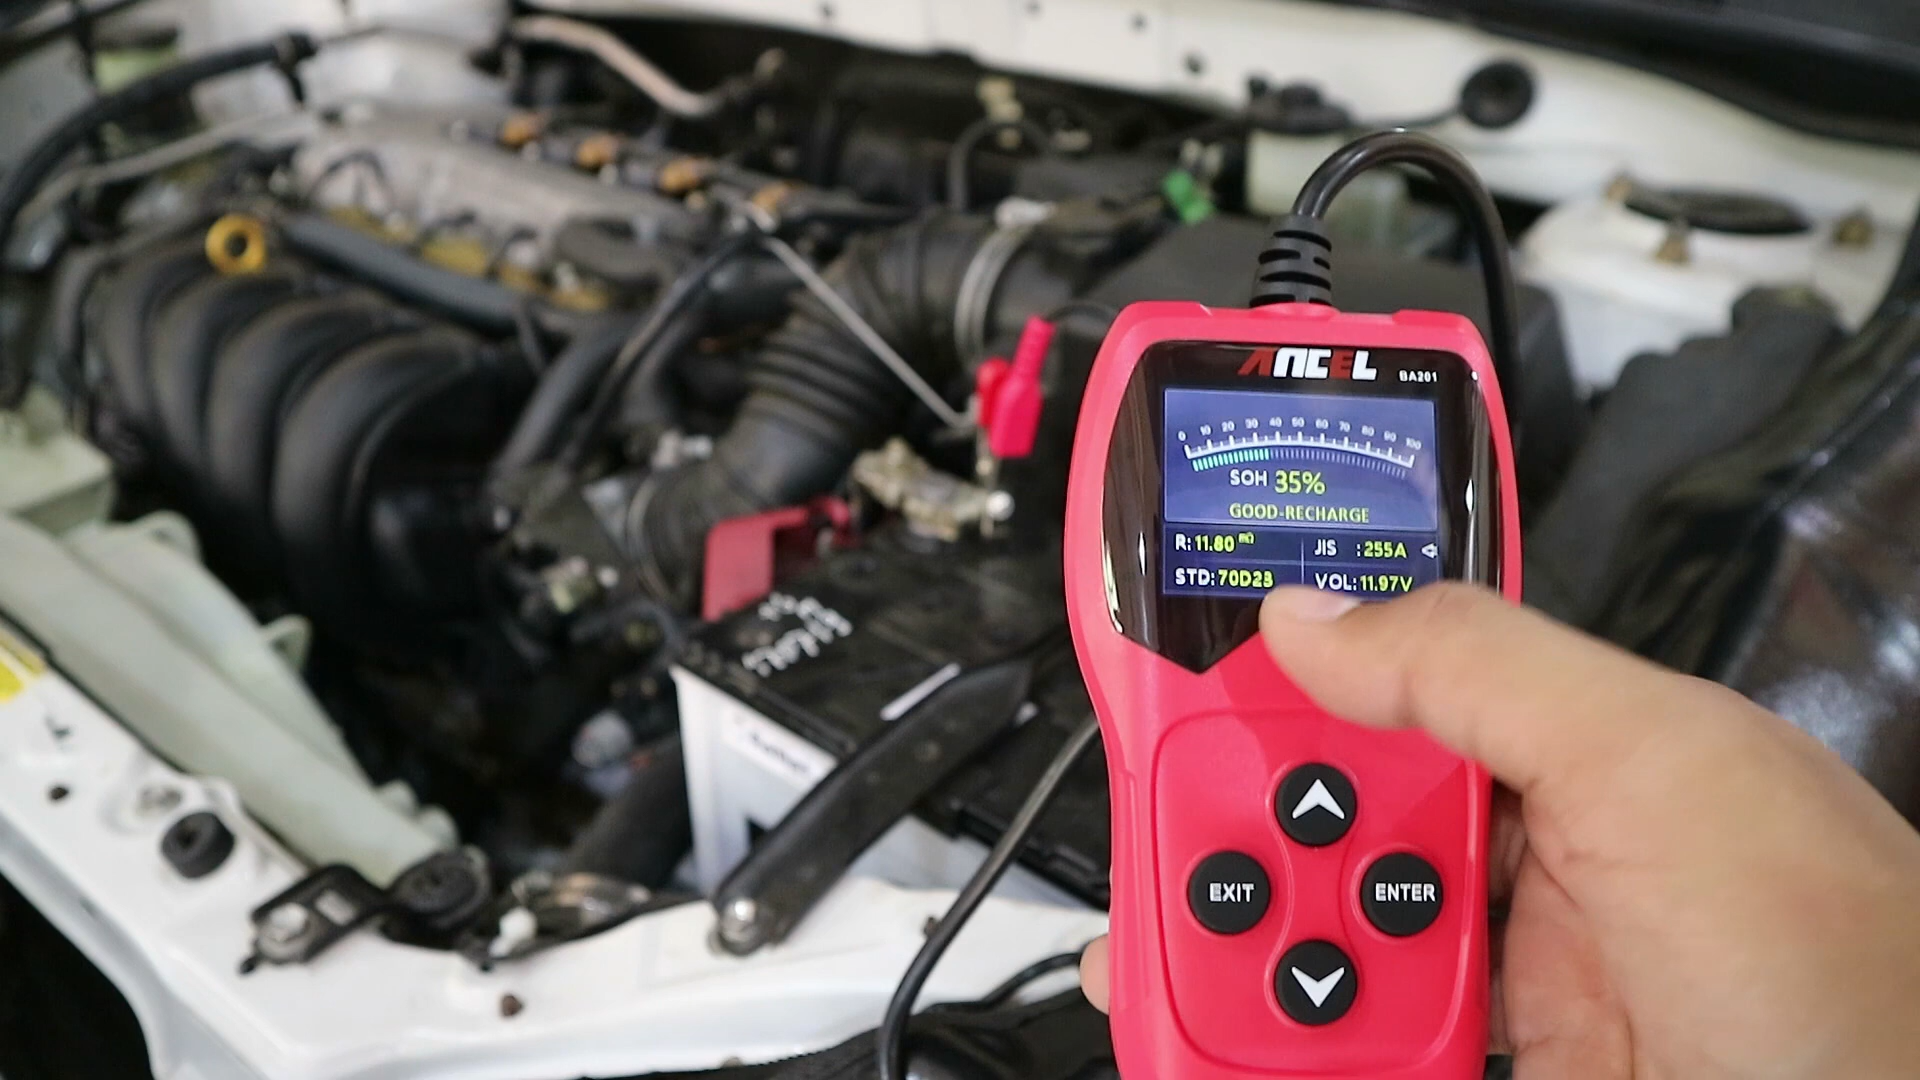 ANCEL
BA201
0 10 20 30 40 50 60 70 80 90 100
SOH 35%
GOOD-RECHARGE
R: 11.80 mΩ
JIS : 255A
STD: 70D23
VOL: 11.97V
EXIT
ENTER